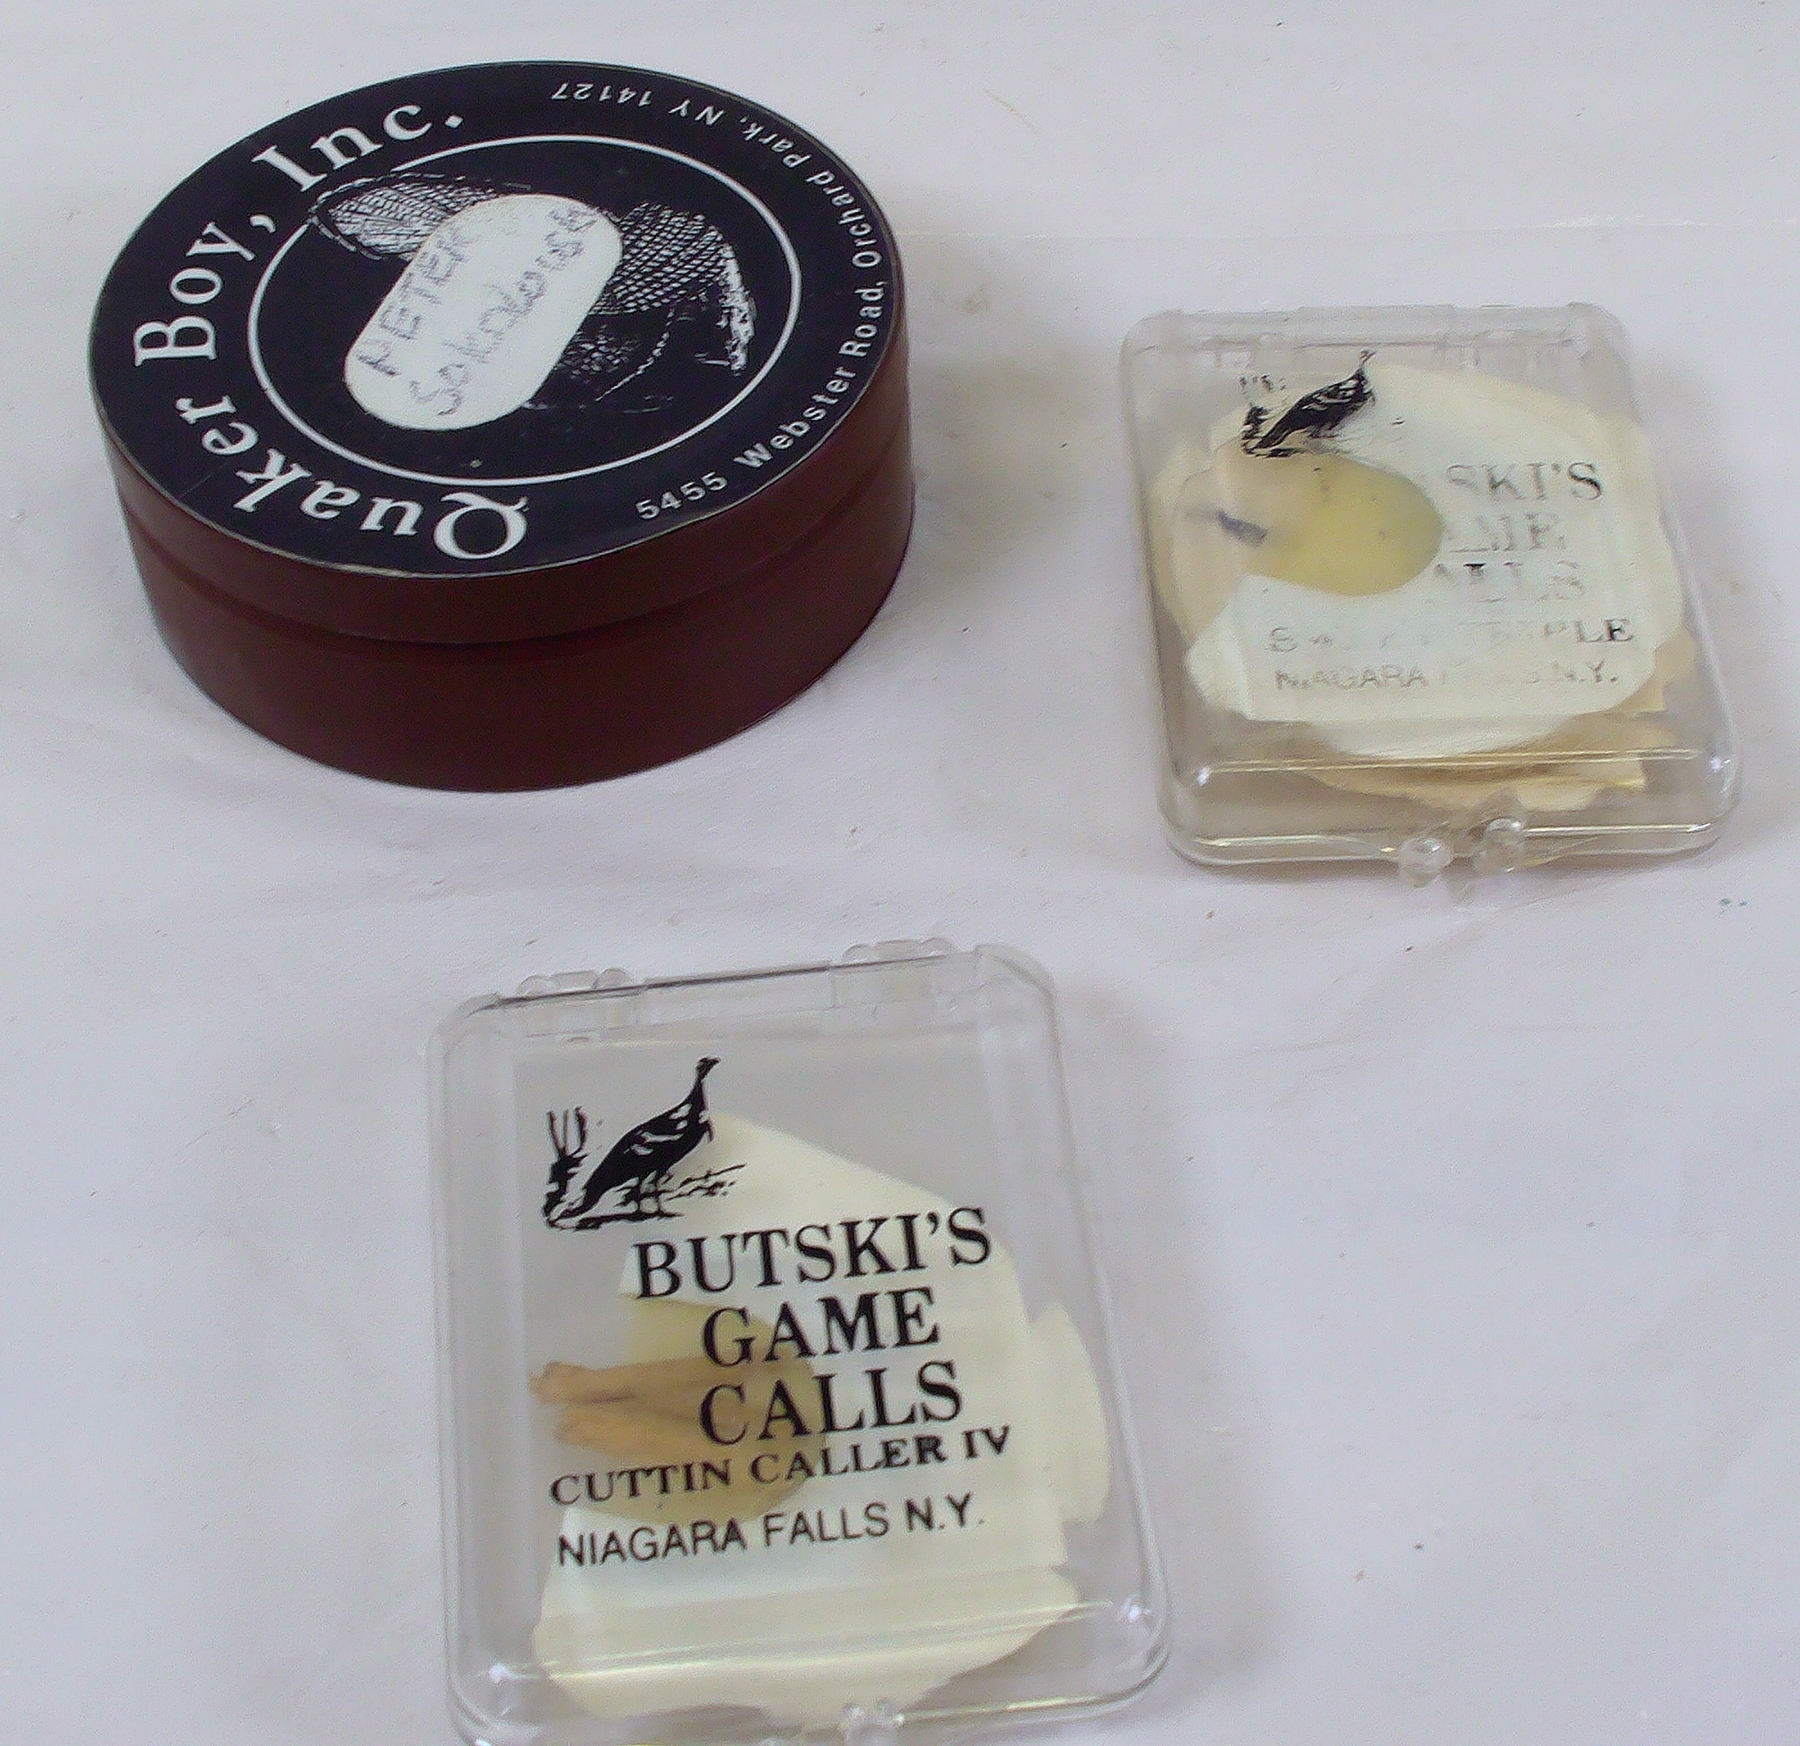 Quaker Boy, Inc.
5455 Webster Road, Orchard Park, NY 14127
PETER
SKI'S
NIAGARA N.Y.
BUTSKI'S
GAME
CALLS
CUTTIN CALLER IV
NIAGARA FALLS N.Y.